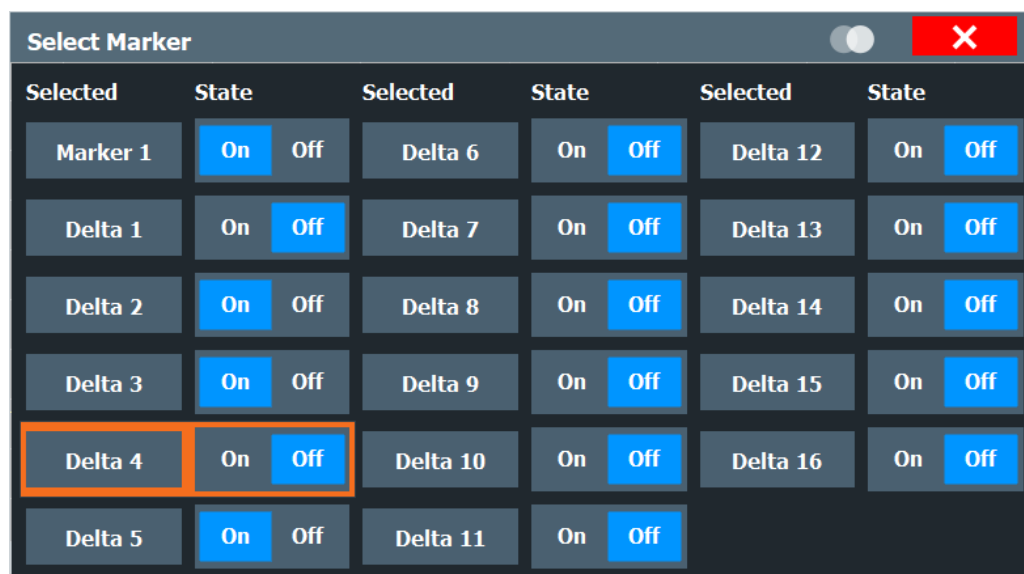 Select Marker
Selected State Selected State Selected State
Marker 1 On Off Delta 6 On Off Delta 12 On Off
Delta 1 On Off Delta 7 On Off Delta 13 On Off
Delta 2 On Off Delta 8 On Off Delta 14 On Off
Delta 3 On Off Delta 9 On Off Delta 15 On Off
Delta 4 On Off Delta 10 On Off Delta 16 On Off
Delta 5 On Off Delta 11 On Off